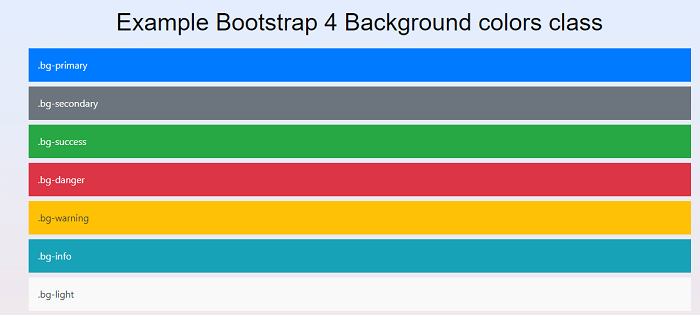 Example Bootstrap 4 Background colors class
.bg-primary
.bg-secondary
.bg-success
.bg-danger
.bg-warning
.bg-info
.bg-light